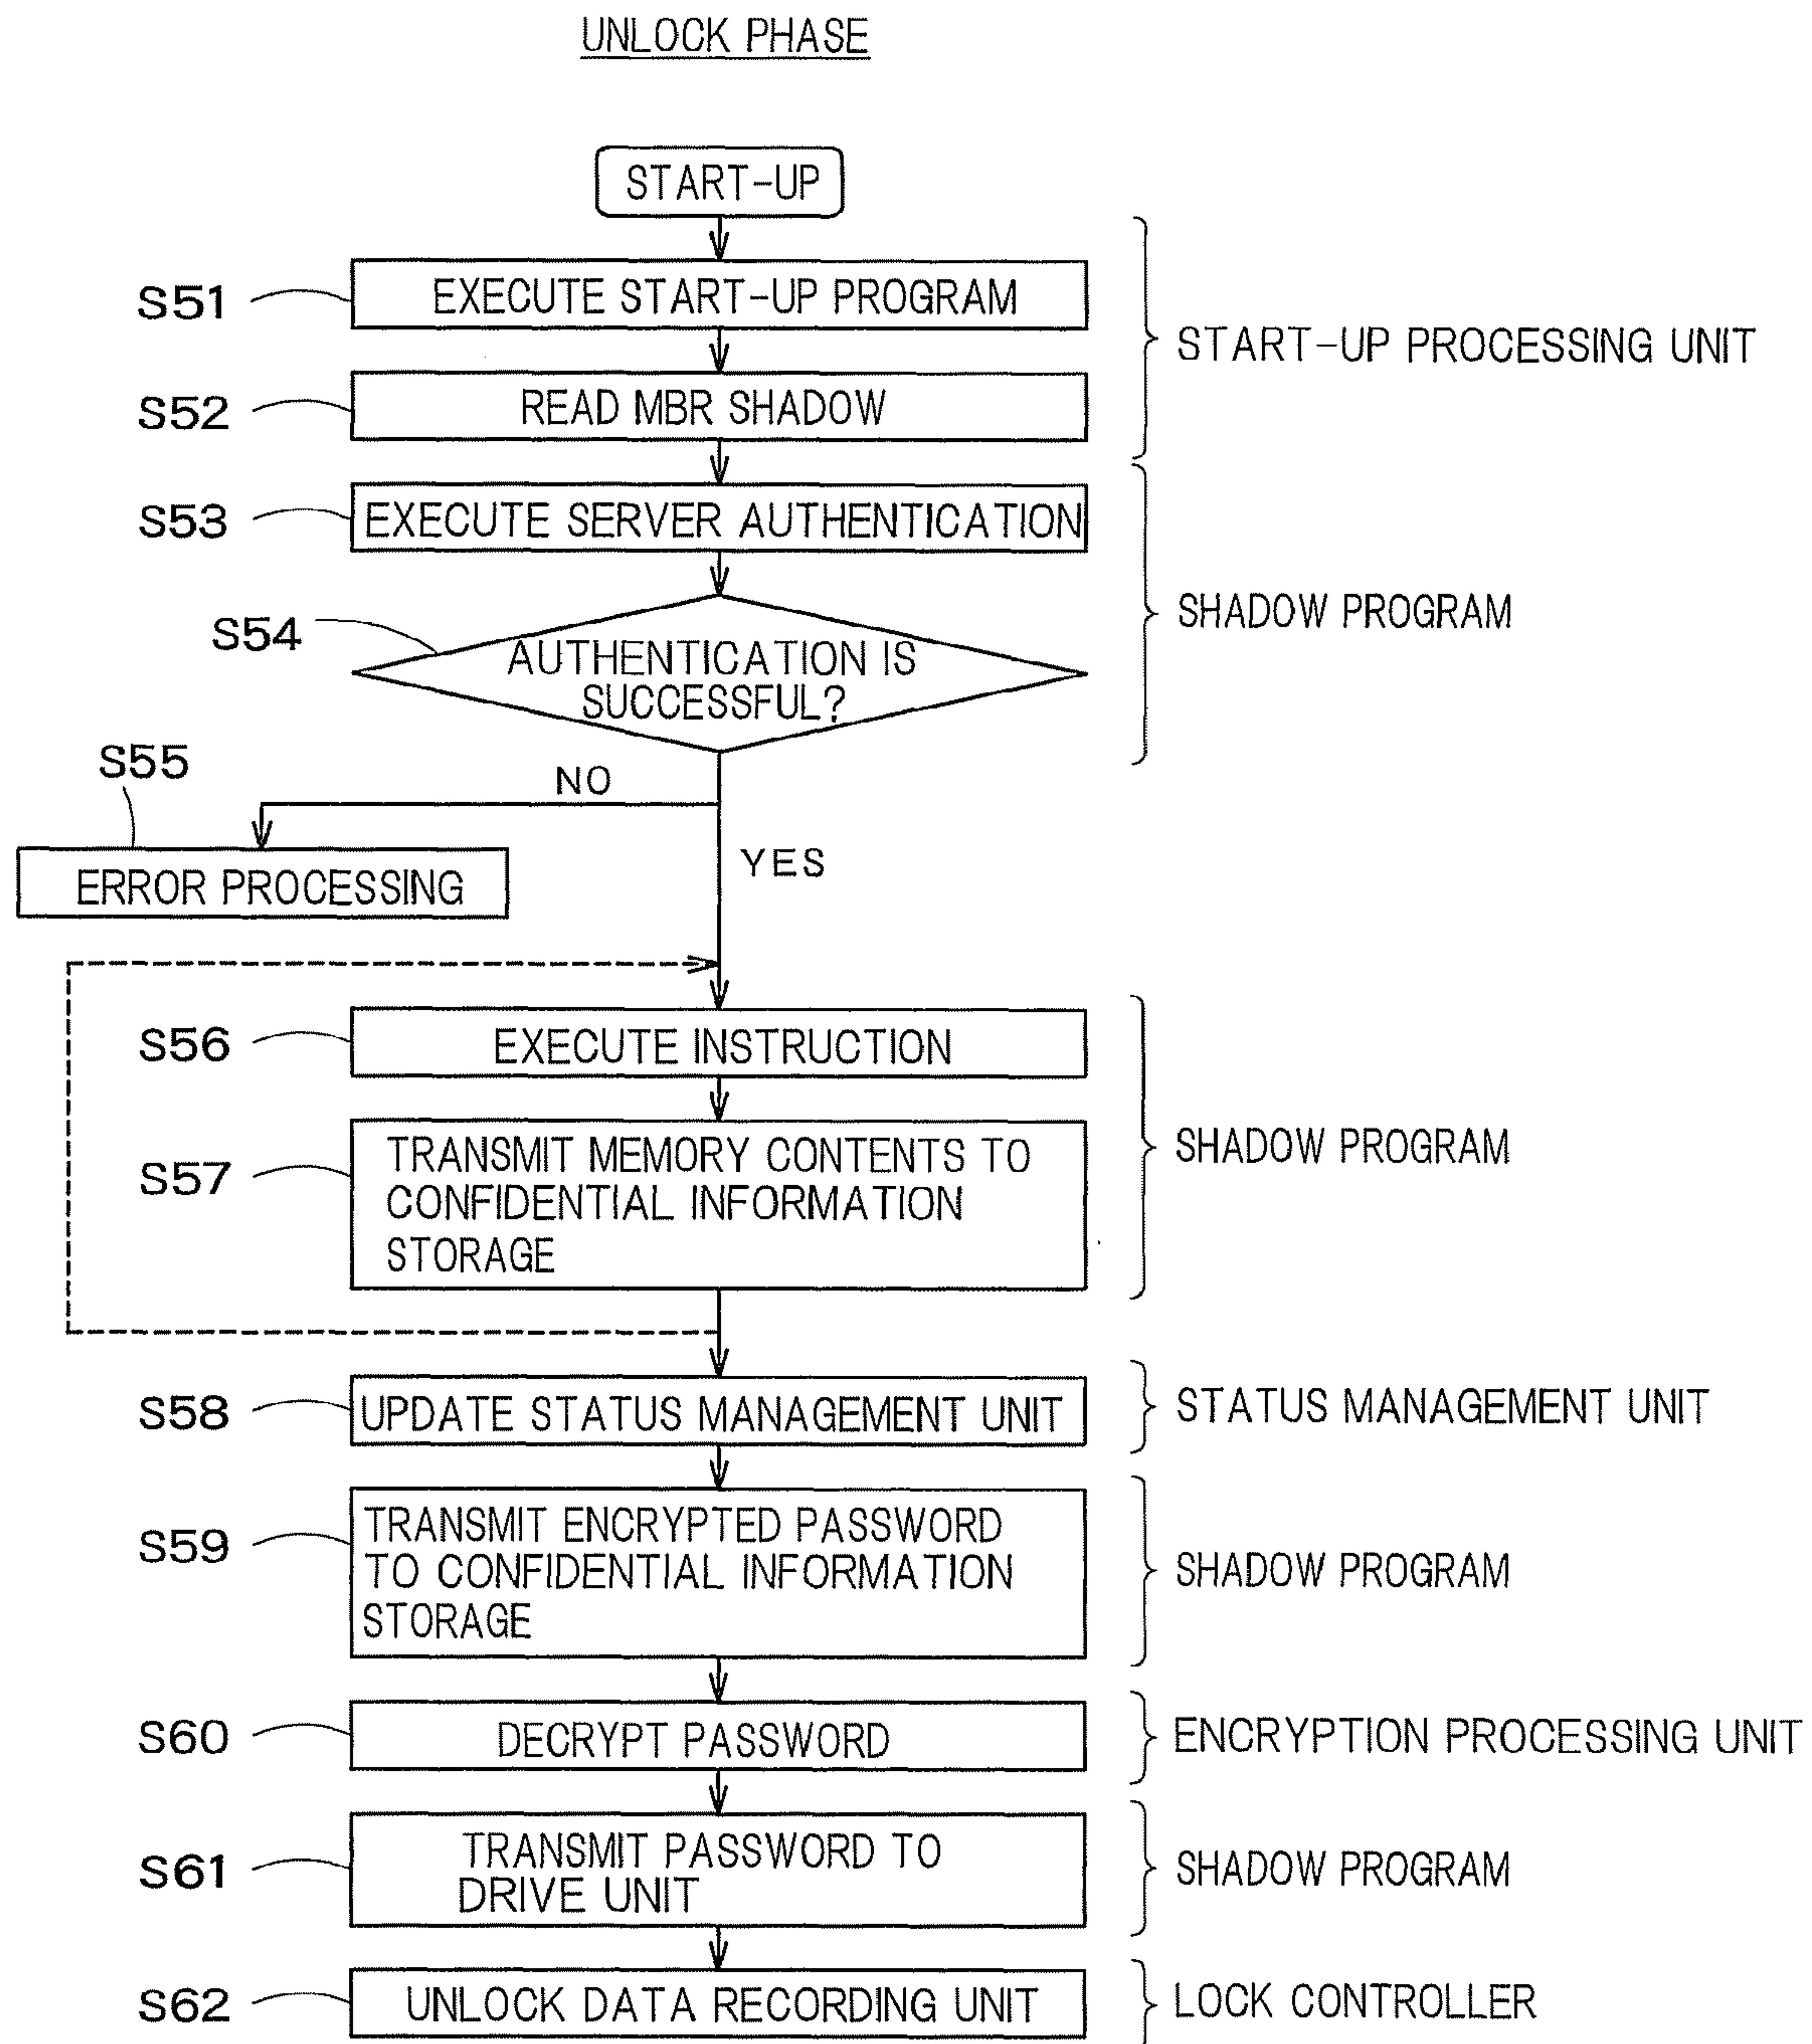 UNLOCK PHASE
START-UP
S51
EXECUTE START-UP PROGRAM
START-UP PROCESSING UNIT
S52
READ MBR SHADOW
S53
EXECUTE SERVER AUTHENTICATION
SHADOW PROGRAM
S54
AUTHENTICATION IS
SUCCESSFUL?
S55
NO
YES
ERROR PROCESSING
S56
EXECUTE INSTRUCTION
SHADOW PROGRAM
S57
TRANSMIT MEMORY CONTENTS TO
CONFIDENTIAL INFORMATION
STORAGE
S58
UPDATE STATUS MANAGEMENT UNIT
STATUS MANAGEMENT UNIT
S59
TRANSMIT ENCRYPTED PASSWORD
TO CONFIDENTIAL INFORMATION
STORAGE
SHADOW PROGRAM
S60
DECRYPT PASSWORD
ENCRYPTION PROCESSING UNIT
S61
TRANSMIT PASSWORD TO
DRIVE UNIT
SHADOW PROGRAM
S62
UNLOCK DATA RECORDING UNIT
LOCK CONTROLLER